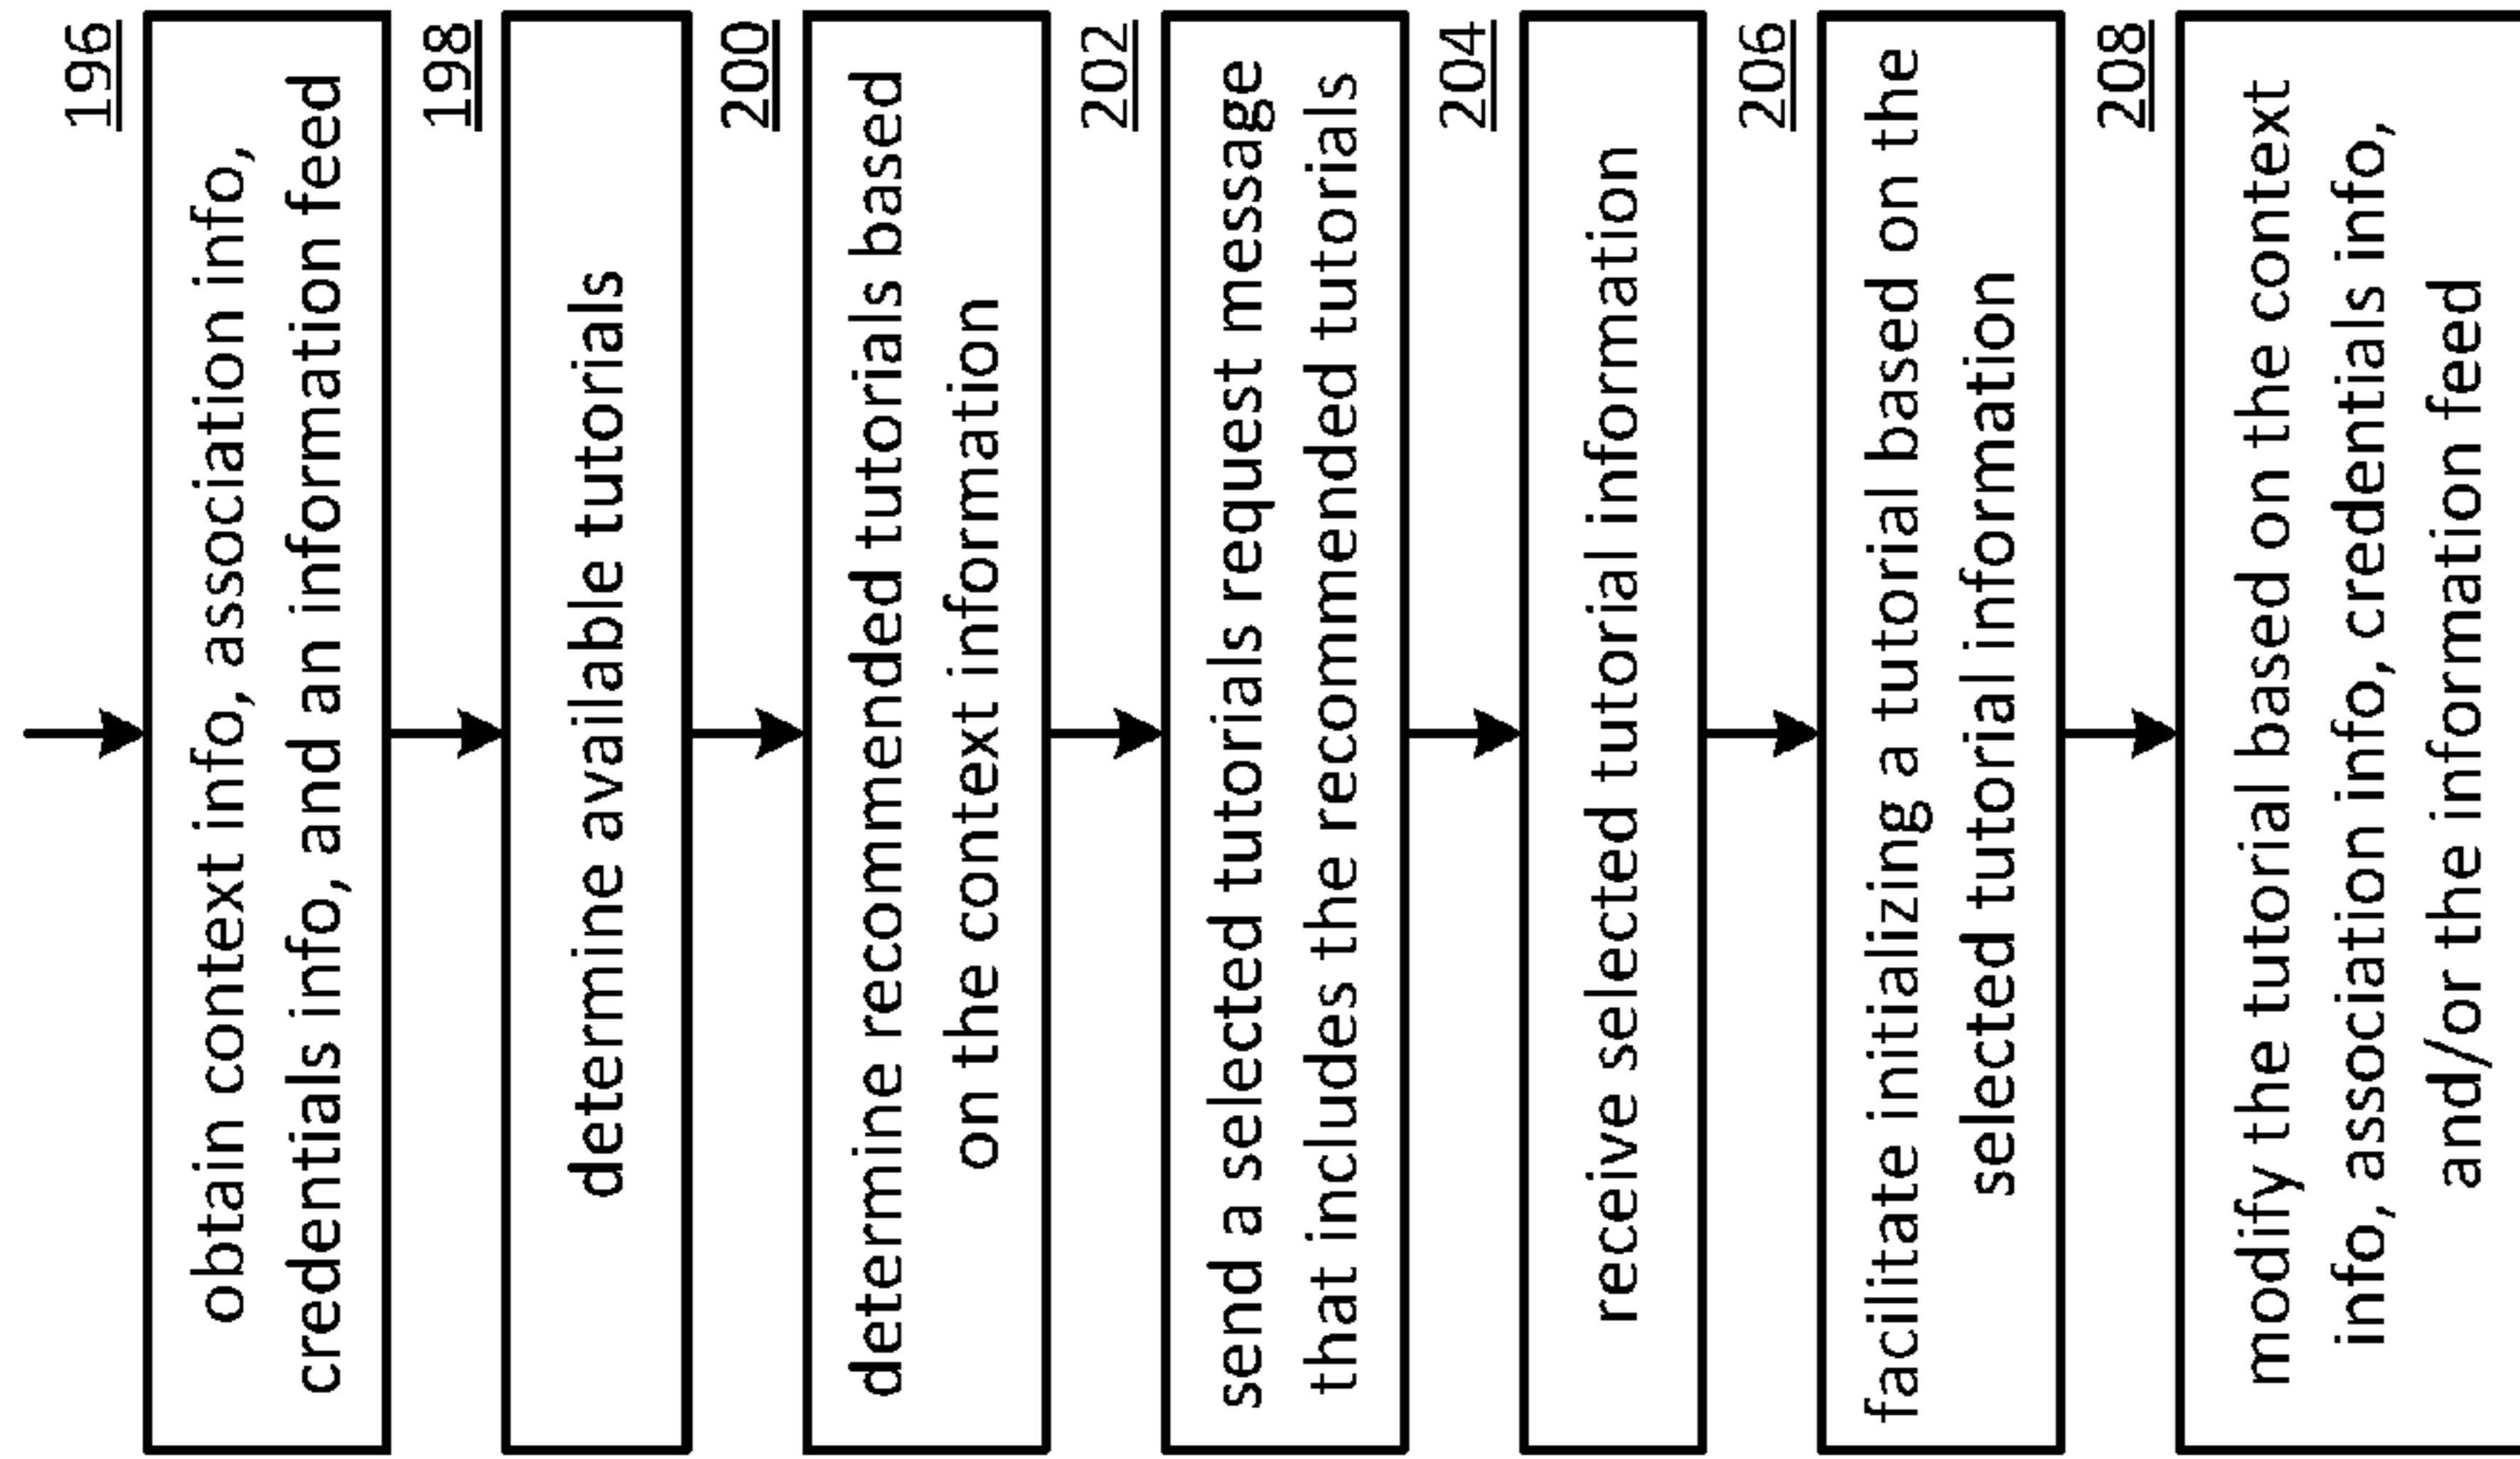 196
obtain context info, association info,
credentials info, and an information feed
198
determine available tutorials
200
determine recommended tutorials based
on the context information
202
send a selected tutorials request message
that includes the recommended tutorials
204
receive selected tutorial information
206
facilitate initializing a tutorial based on the
selected tutorial information
208
modify the tutorial based on the context
info, association info, credentials info,
and/or the information feed